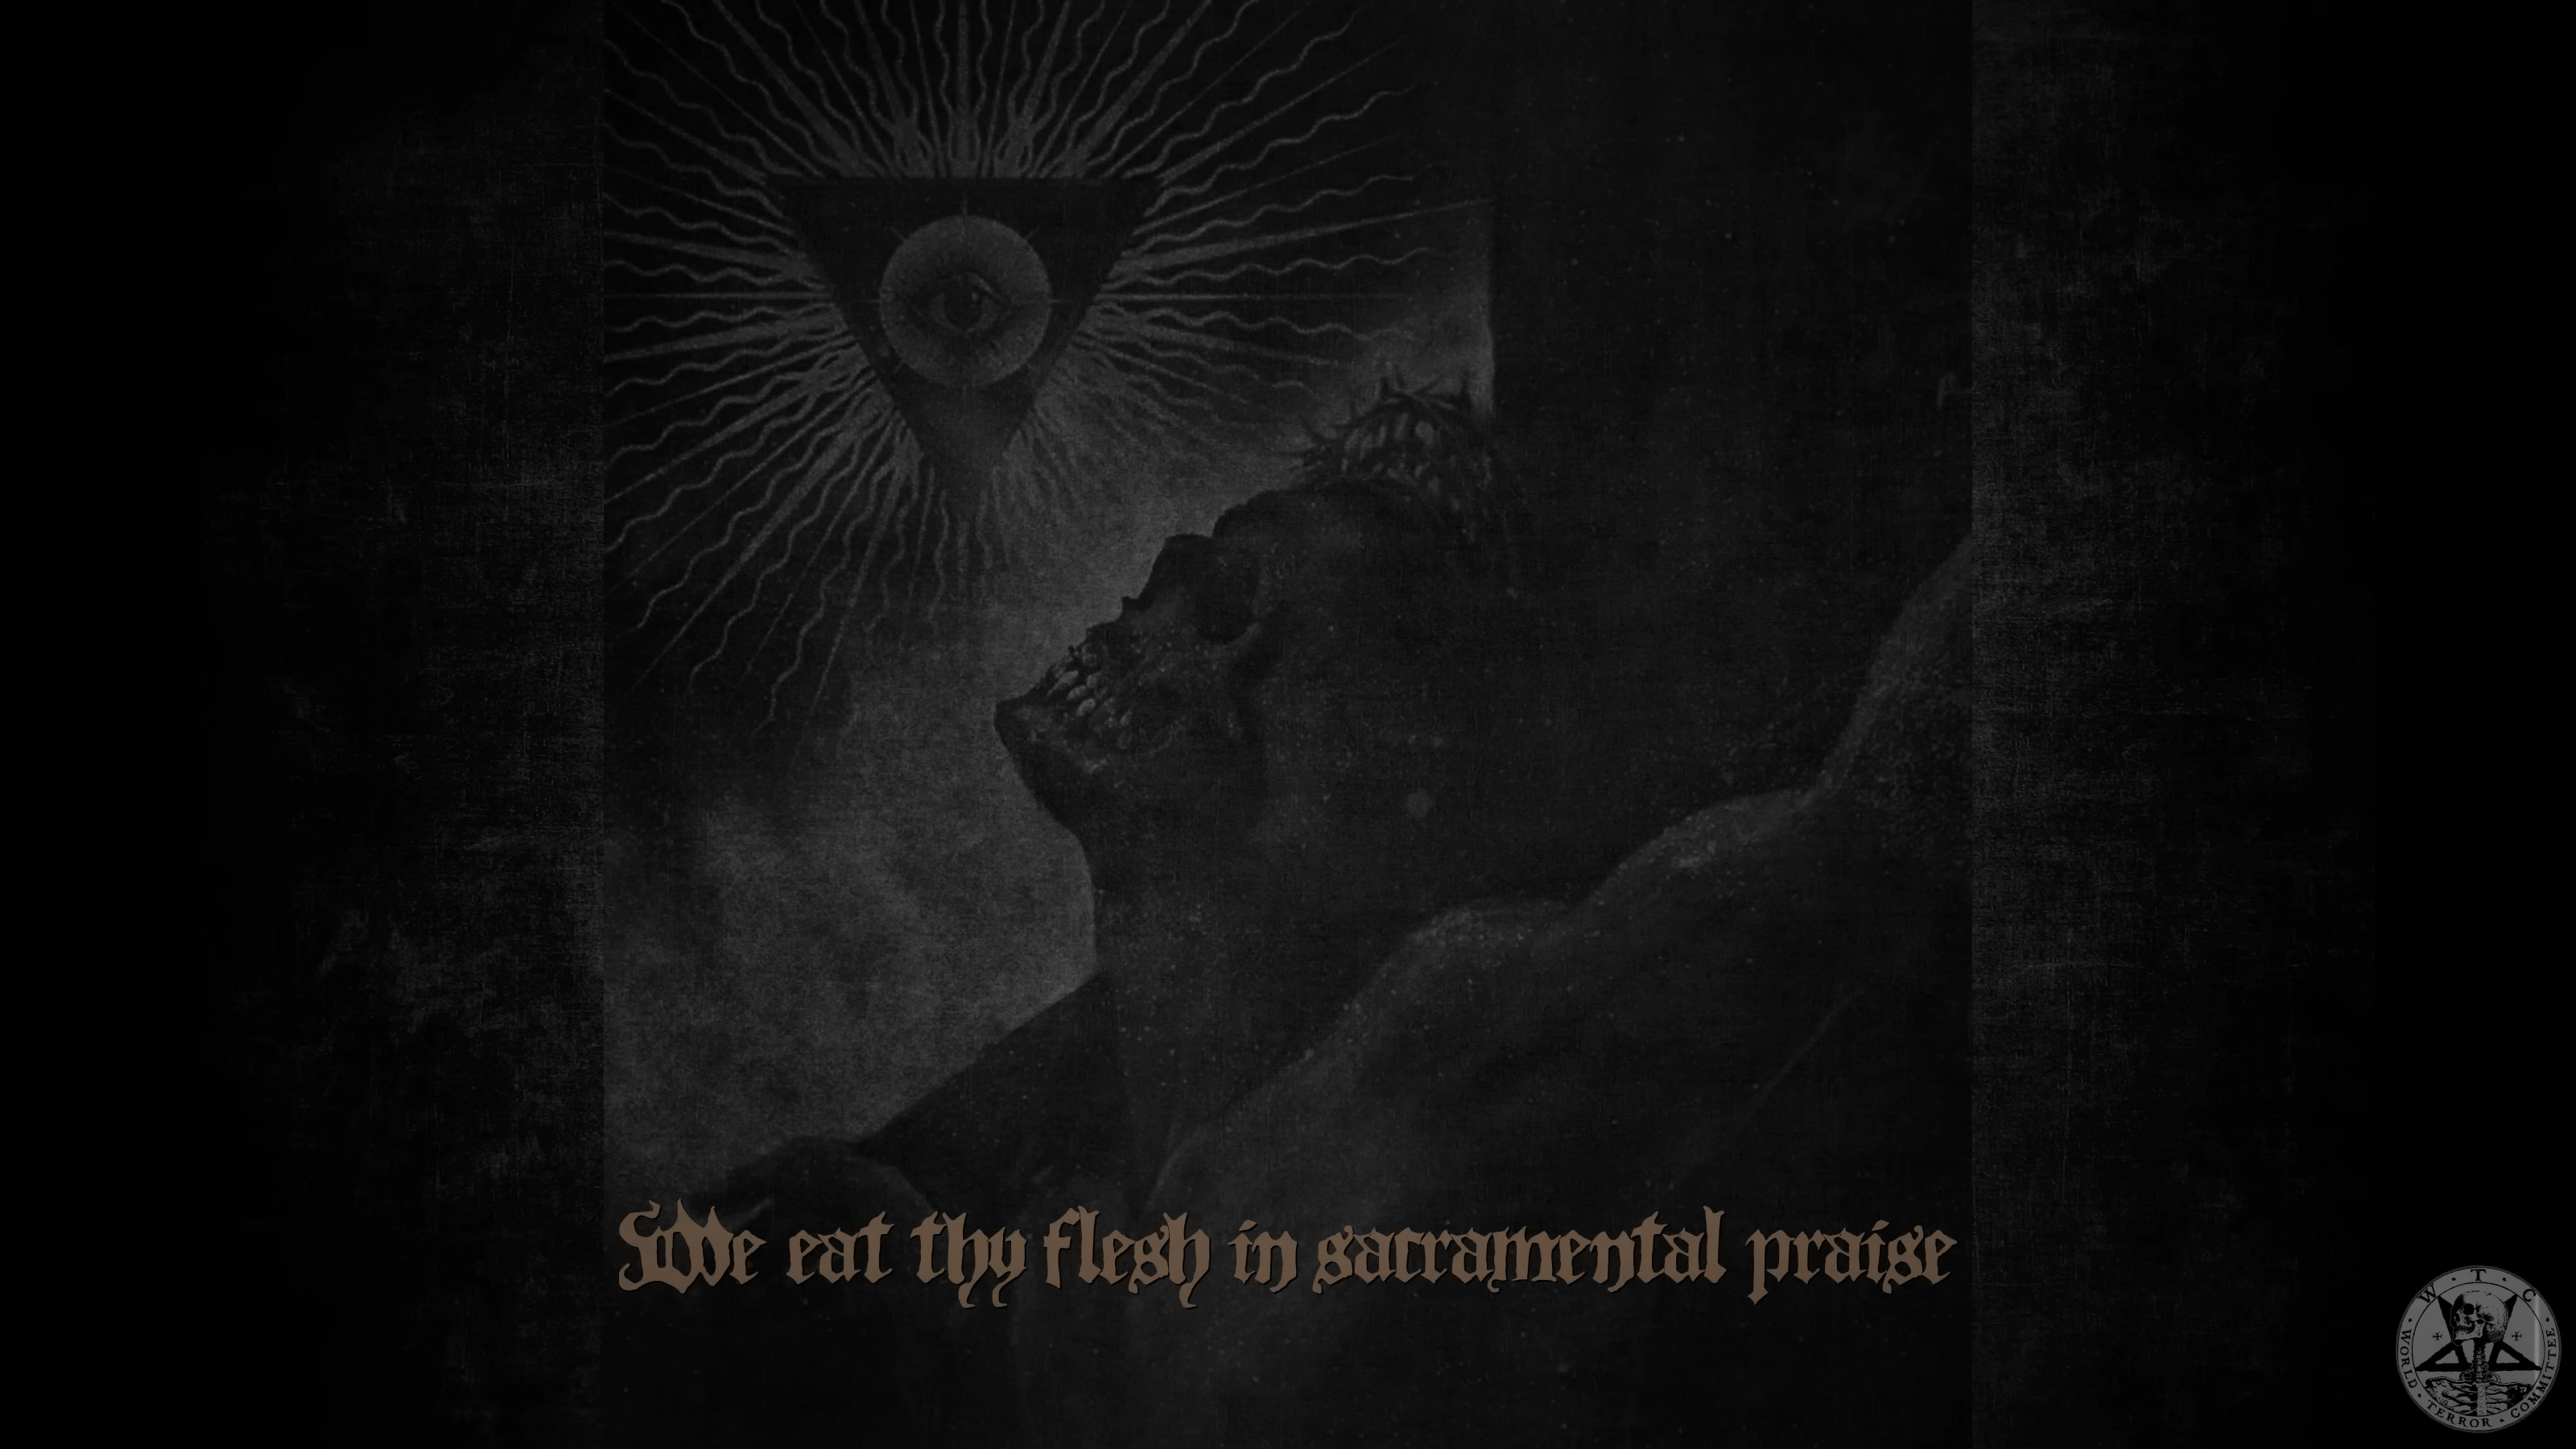 We eat thy flesh in sacramental praise
W · T · C
· WORLD · TERROR · COMMITTEE ·